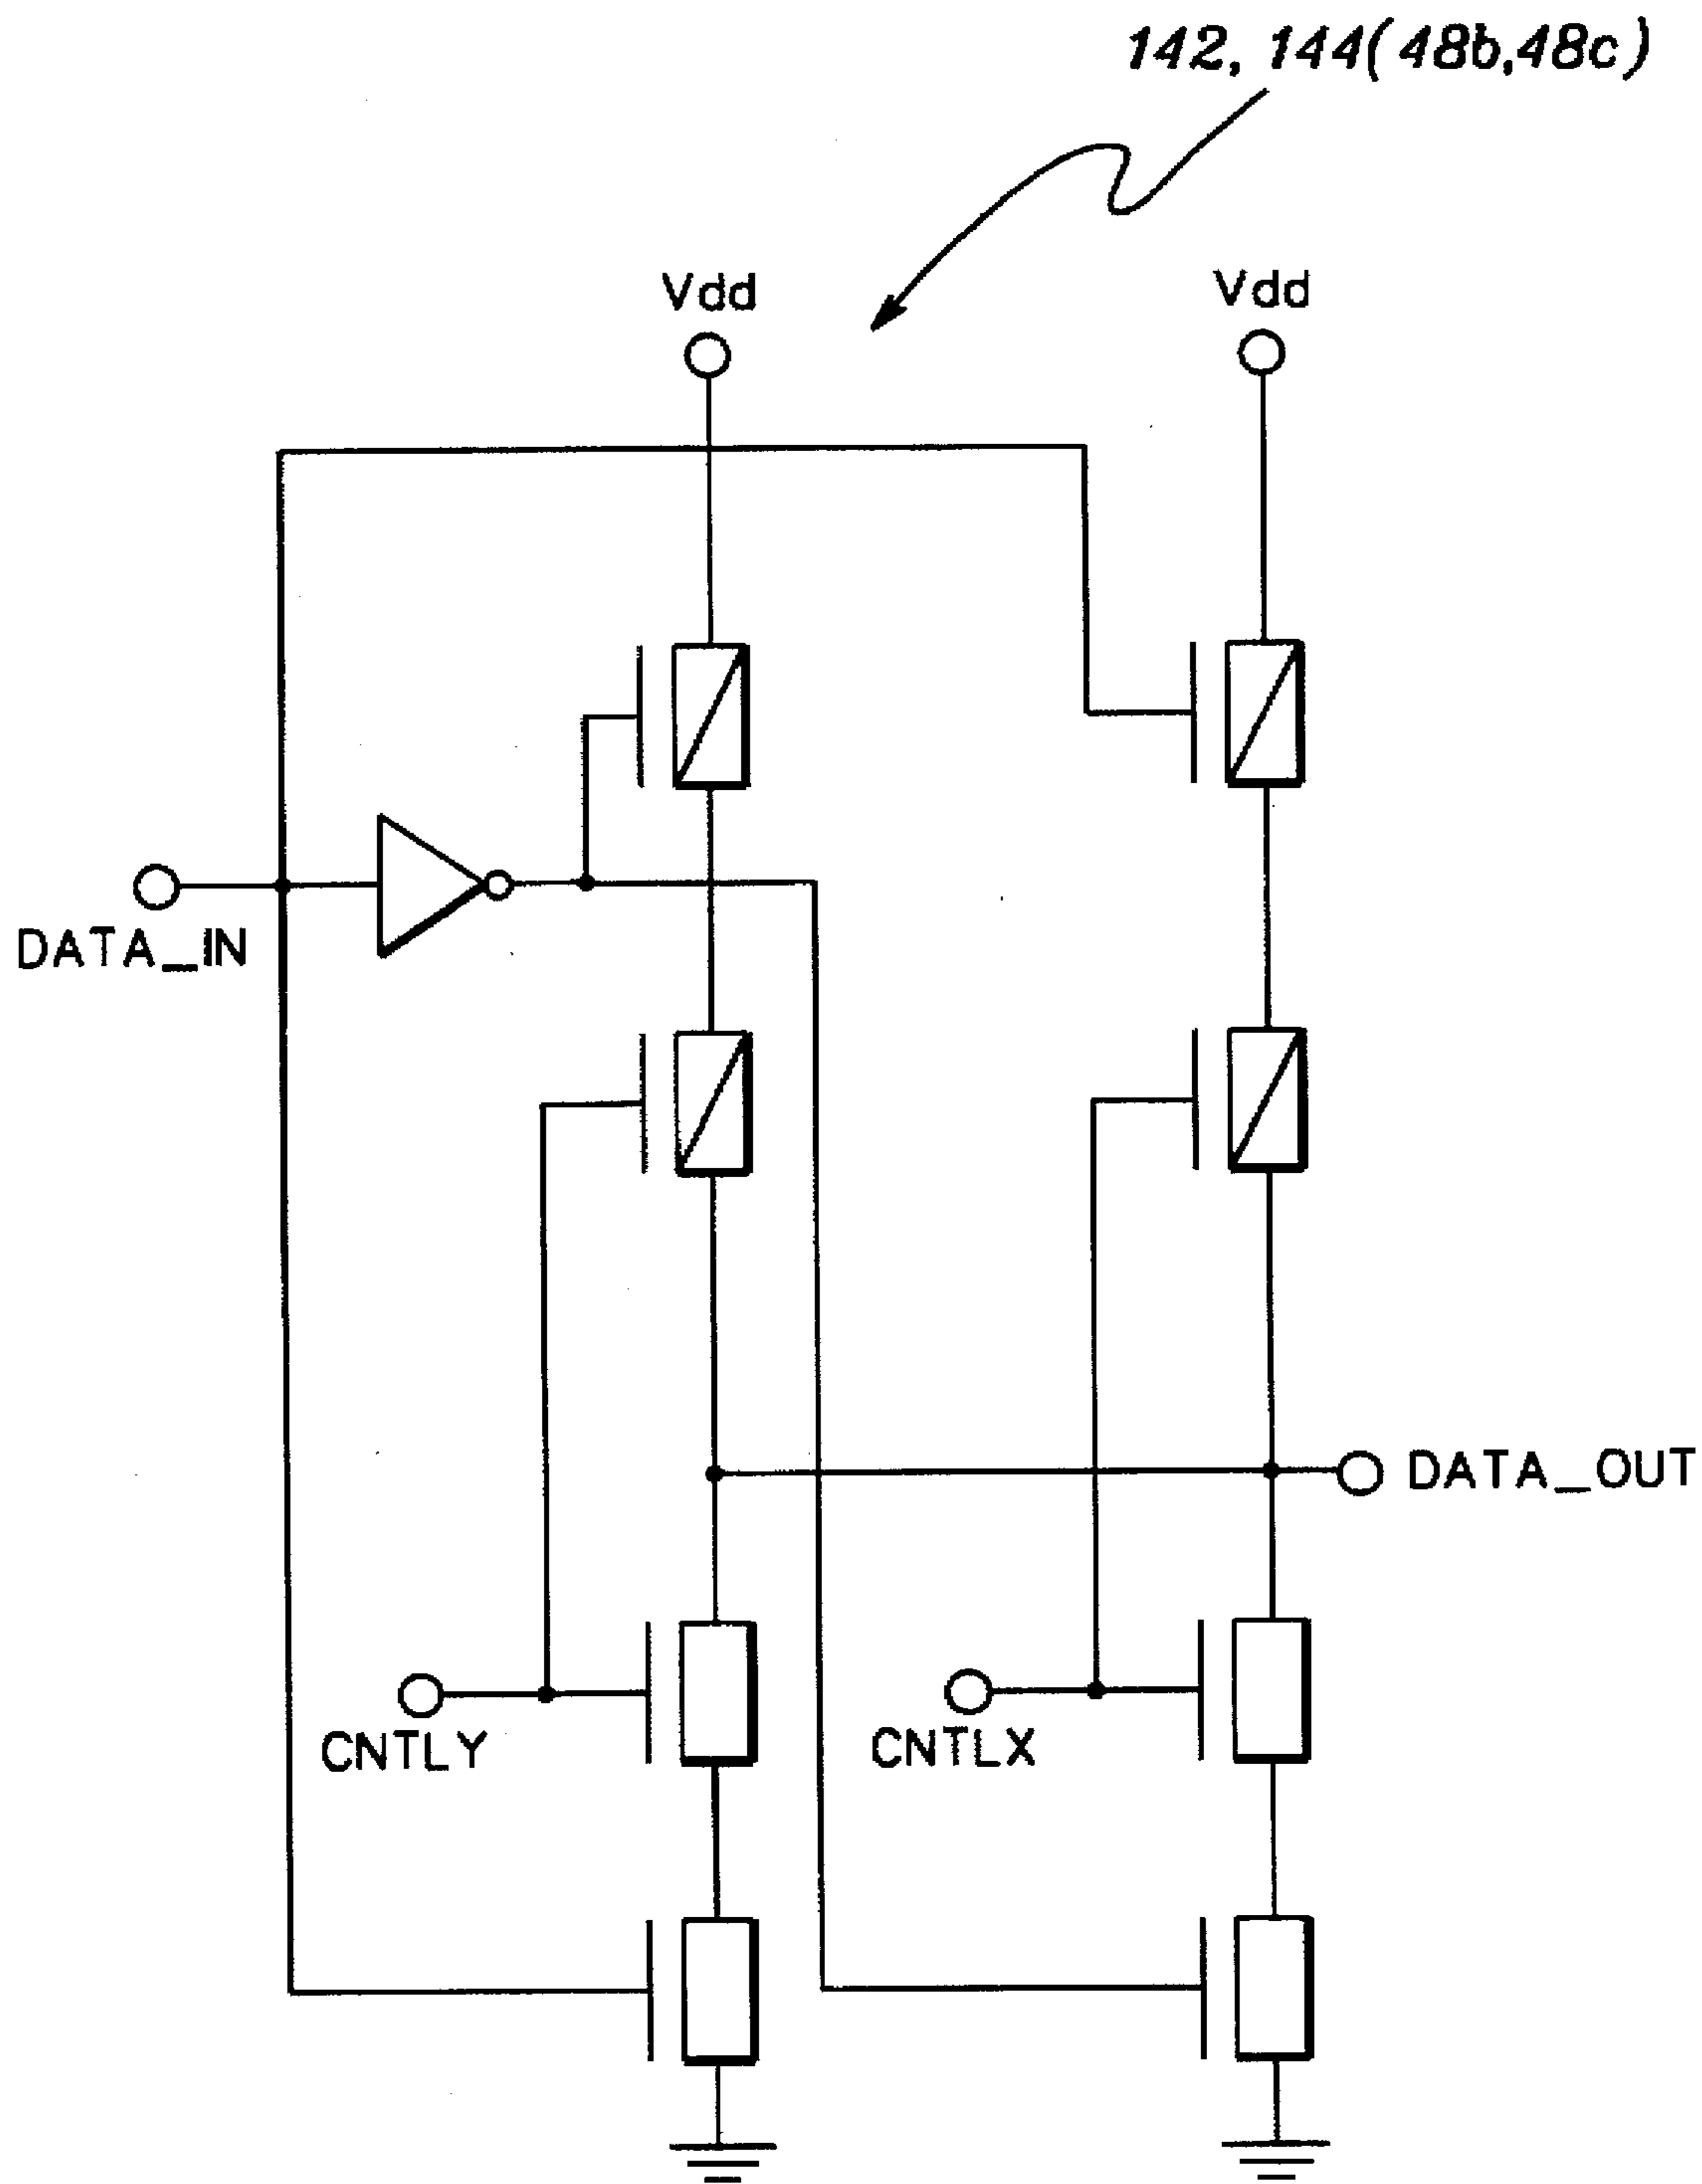 142, 144(48b,48c)
Vdd
Vdd
DATA_IN
DATA_OUT
CNTLY
CNTLX